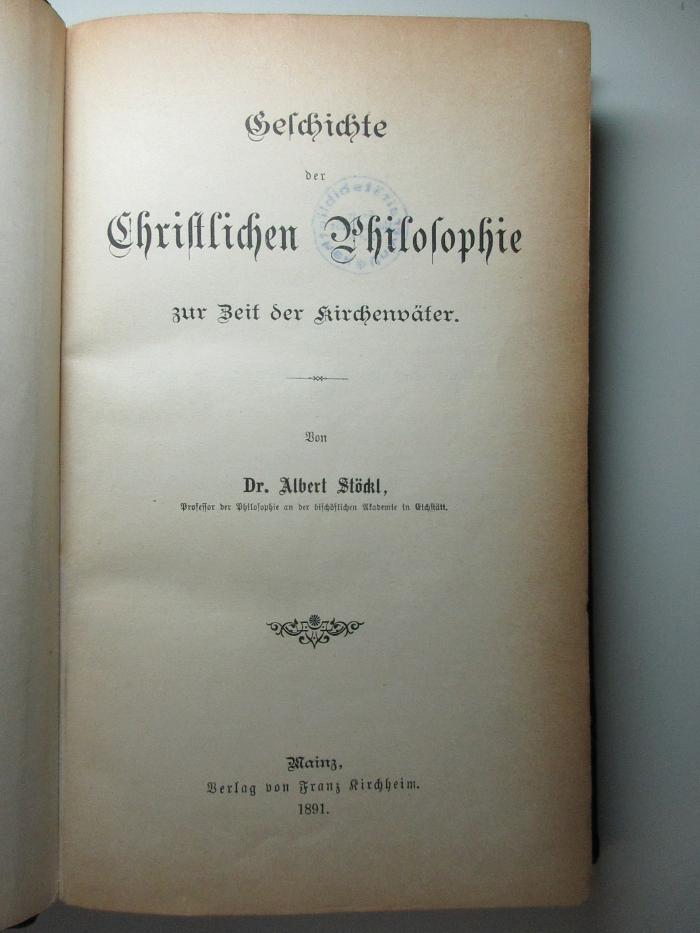 Geschichte
der
Christlichen Philosophie
zur Zeit der Kirchenväter.
Von
Dr. Albert Stöckl,
Professor der Philosophie an der bischöflichen Akademie in Eichstätt.
Mainz,
Verlag von Franz Kirchheim.
1891.